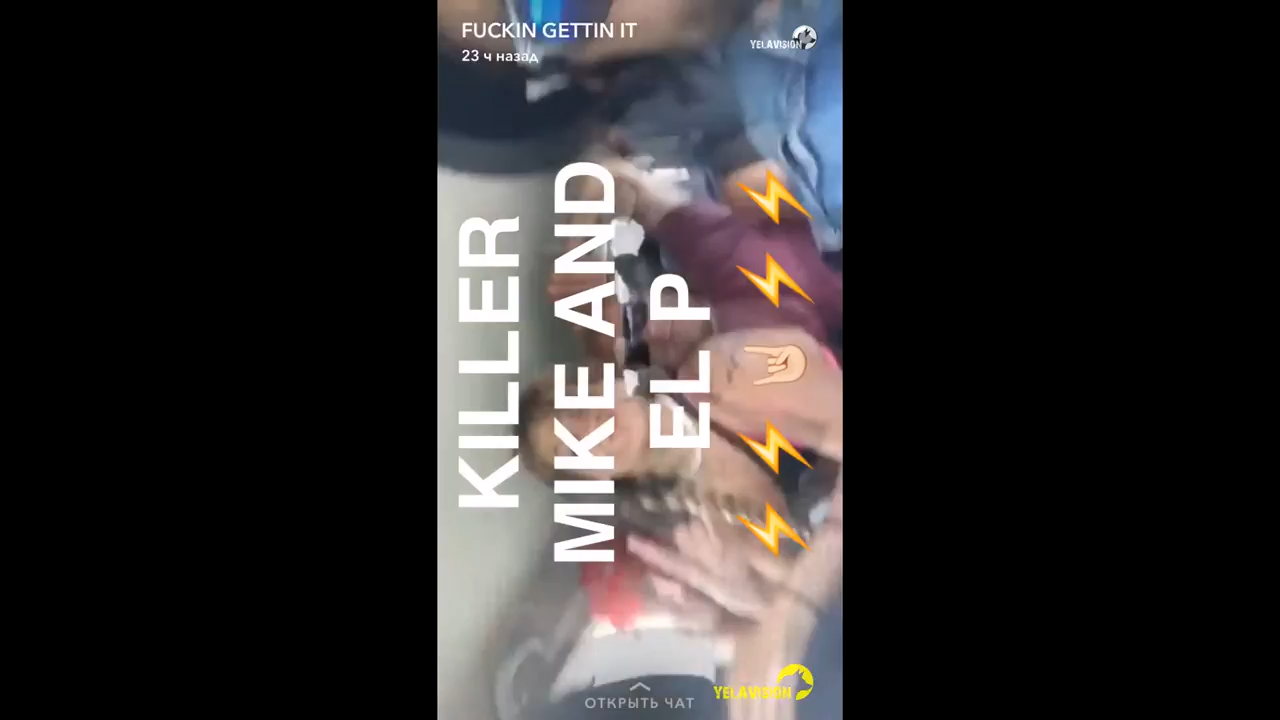 FUCKIN GETTIN IT
23 ч назад
YELAVISION
KILLER
MIKE AND
EL P
ОТКРЫТЬ ЧАТ
YELAVISION